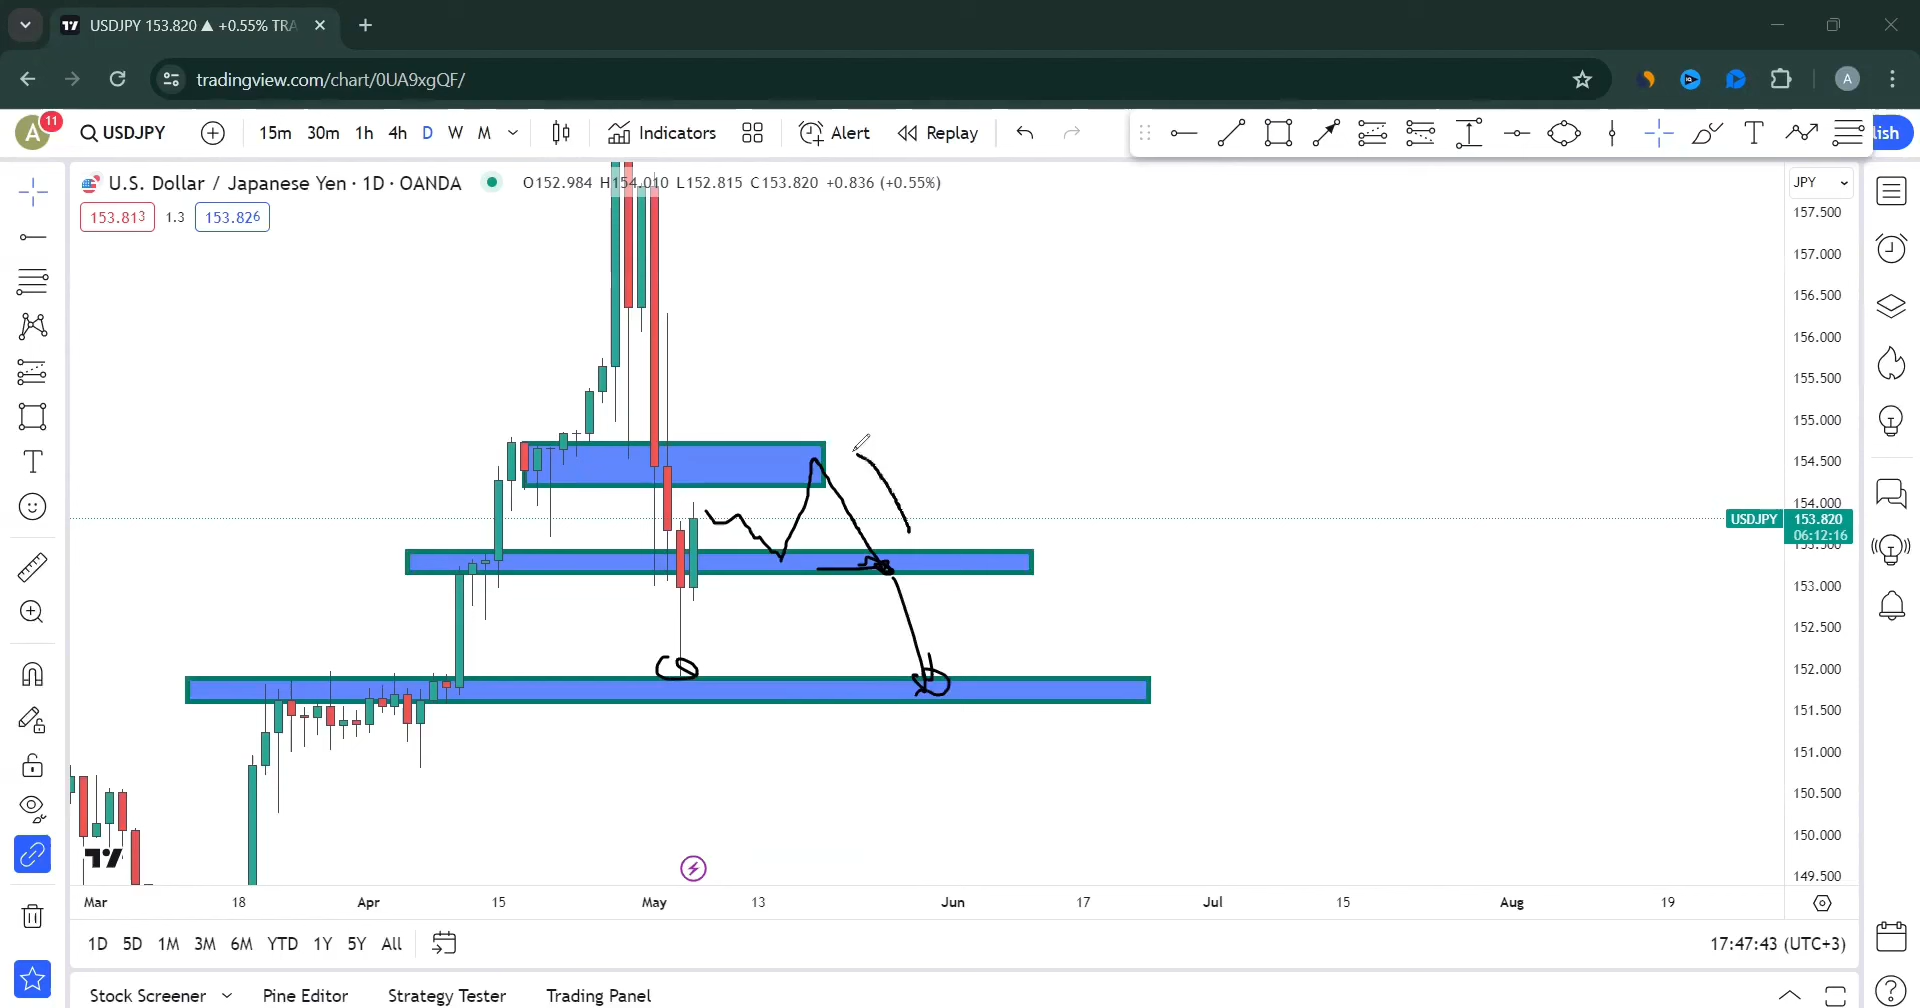 USDJPY 153.820 ▲ +0.55% TRA
tradingview.com/chart/0UA9xgQF/
A
A 11 USDJPY 15m 30m 1h 4h D W M Indicators Alert Replay T lish
U.S. Dollar / Japanese Yen · 1D · OANDA O152.984 H154.010 L152.815 C153.820 +0.836 (+0.55%)
JPY
153.813 1.3 153.826
157.500
157.000
156.500
156.000
155.500
155.000
154.500
154.000
USDJPY 153.820
06:12:16
153.500
153.000
152.500
152.000
151.500
151.000
150.500
150.000
149.500
Mar 18 Apr 15 May 13 Jun 17 Jul 15 Aug 19
1D 5D 1M 3M 6M YTD 1Y 5Y All 17:47:43 (UTC+3)
Stock Screener Pine Editor Strategy Tester Trading Panel